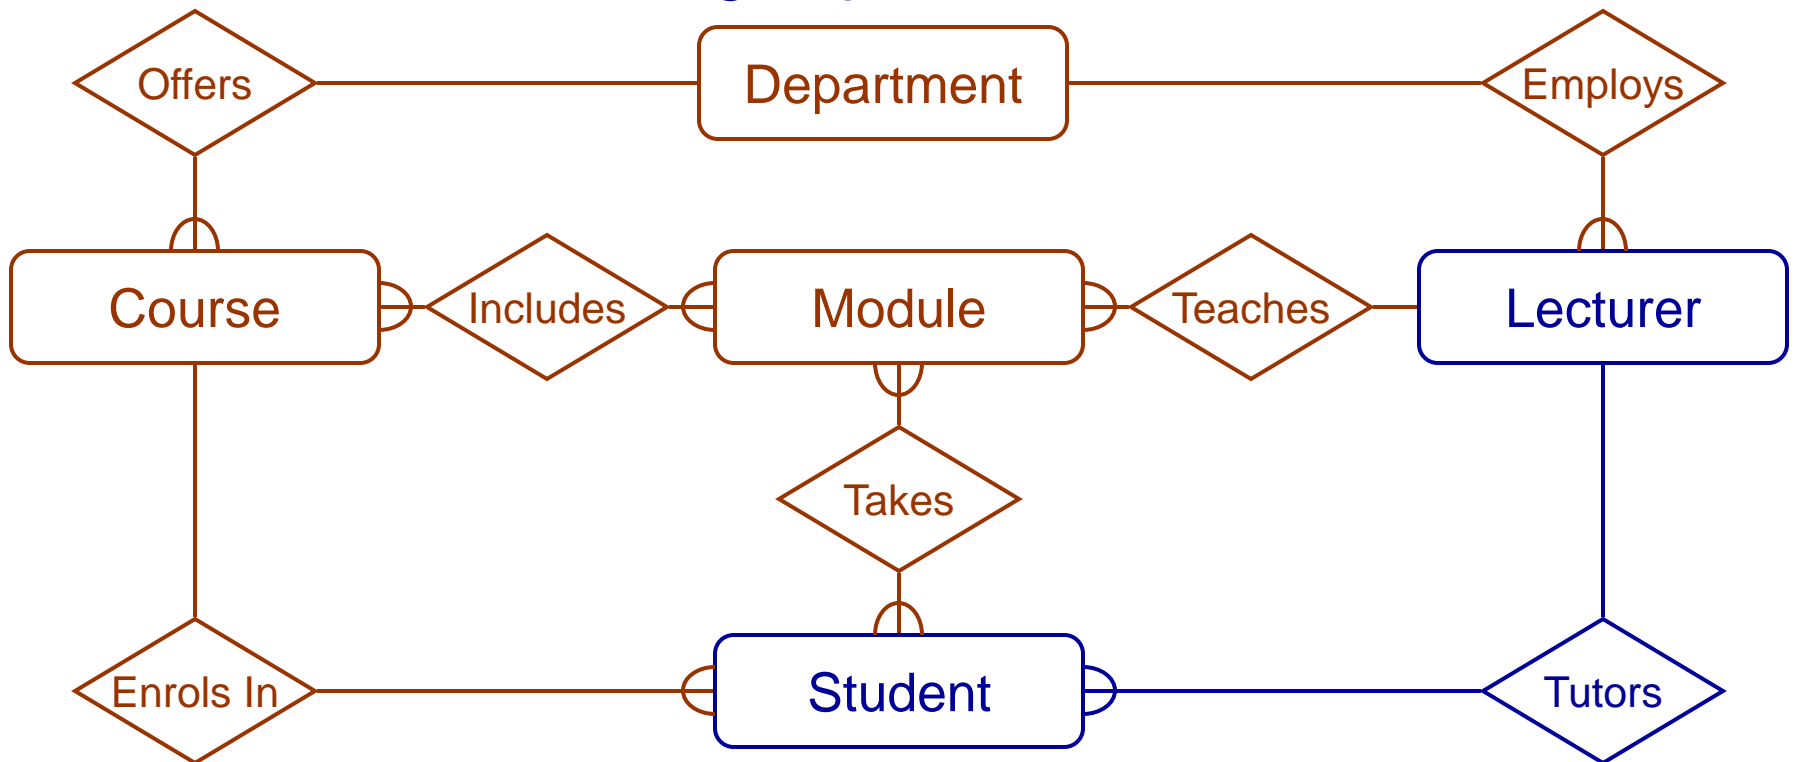 Offers
Department
Employs
Course
Includes
Module
Teaches
Lecturer
Takes
Enrols In
Student
Tutors